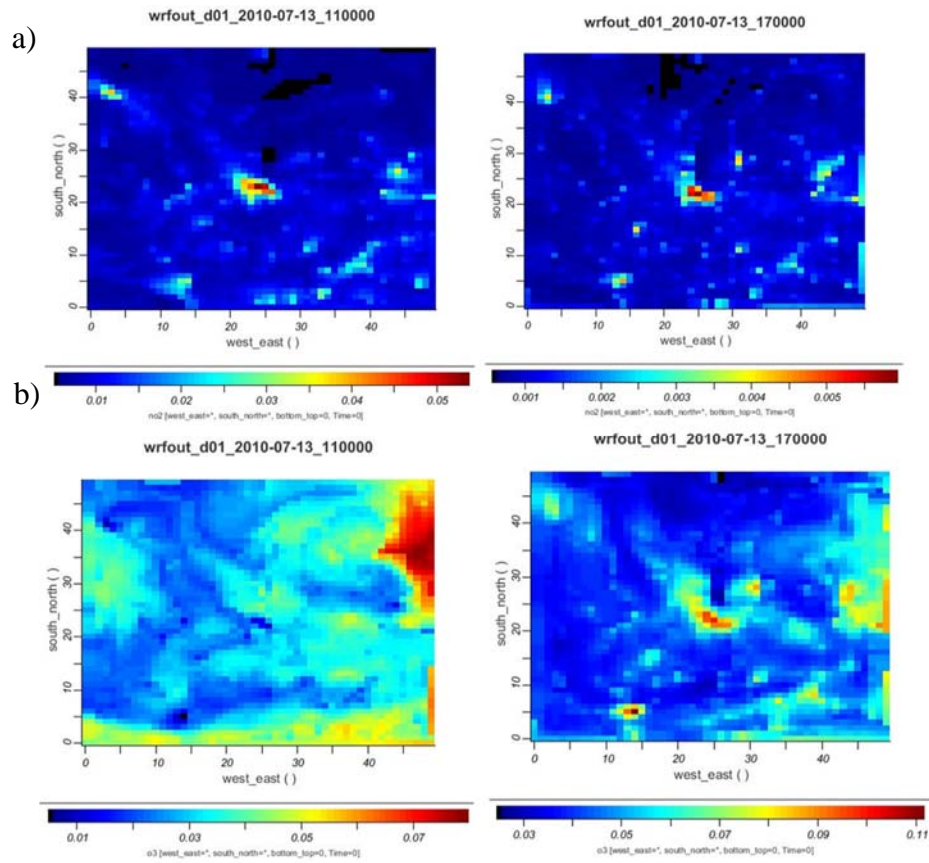 a)
wrfout_d01_2010-07-13_110000
south_north ( )
40
30
20
10
0
0 10 20 30 40
west_east ( )
0.01 0.02 0.03 0.04 0.05
no2 [west_east=*, south_north=*, bottom_top=0, Time=0]
wrfout_d01_2010-07-13_170000
south_north ( )
40
30
20
10
0
0 10 20 30 40
west_east ( )
0.001 0.002 0.003 0.004 0.005
no2 [west_east=*, south_north=*, bottom_top=0, Time=0]
b)
wrfout_d01_2010-07-13_110000
south_north ( )
40
30
20
10
0
0 10 20 30 40
west_east ( )
0.01 0.03 0.05 0.07
o3 [west_east=*, south_north=*, bottom_top=0, Time=0]
wrfout_d01_2010-07-13_170000
south_north ( )
40
30
20
10
0
0 10 20 30 40
west_east ( )
0.03 0.05 0.07 0.09 0.11
o3 [west_east=*, south_north=*, bottom_top=0, Time=0]